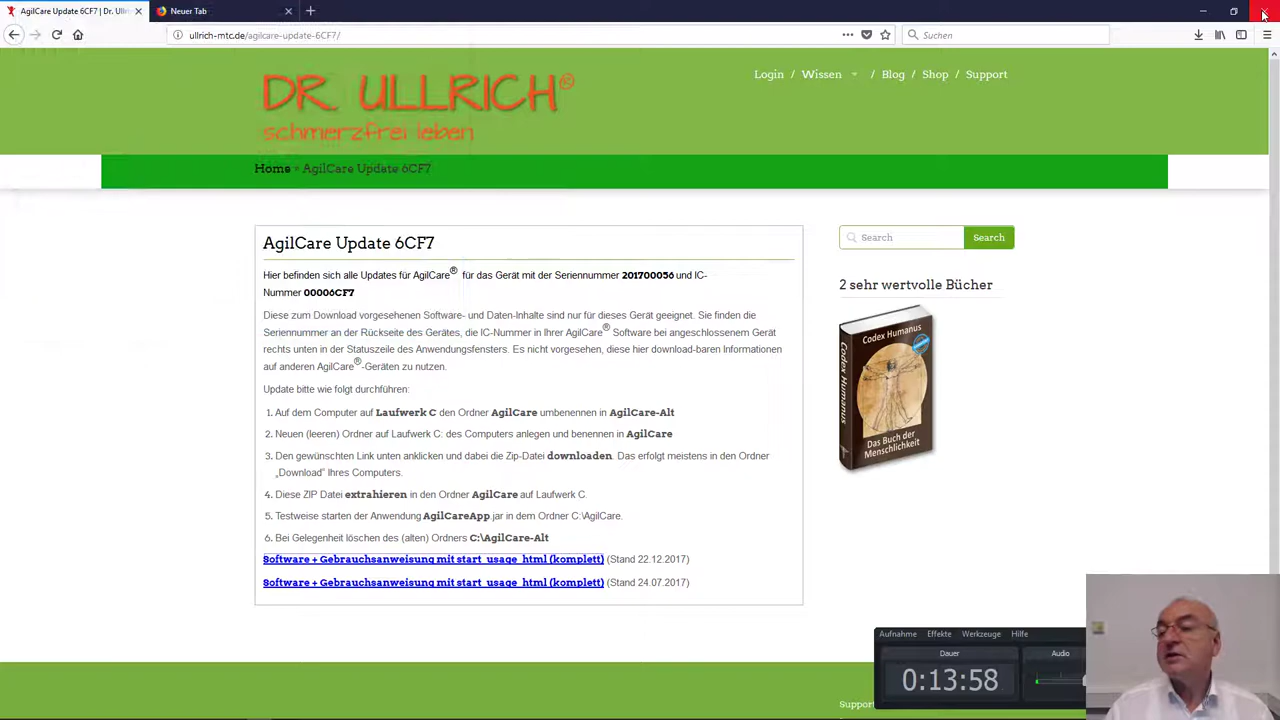 AgilCare Update 6CF7 | Dr. Ullri
Neuer Tab
ullrich-mtc.de/agilcare-update-6CF7/
Suchen
DR. ULLRICH®
schmerzfrei leben
Login / Wissen / Blog / Shop / Support
Home » AgilCare Update 6CF7
AgilCare Update 6CF7
Hier befinden sich alle Updates für AgilCare® für das Gerät mit der Seriennummer 201700056 und IC-
Nummer 00006CF7
Diese zum Download vorgesehenen Software- und Daten-Inhalte sind nur für dieses Gerät geeignet. Sie finden die
Seriennummer an der Rückseite des Gerätes, die IC-Nummer in Ihrer AgilCare® Software bei angeschlossenem Gerät
rechts unten in der Statuszeile des Anwendungsfensters. Es nicht vorgesehen, diese hier download-baren Informationen
auf anderen AgilCare®-Geräten zu nutzen.
Update bitte wie folgt durchführen:
1. Auf dem Computer auf Laufwerk C den Ordner AgilCare umbenennen in AgilCare-Alt
2. Neuen (leeren) Ordner auf Laufwerk C: des Computers anlegen und benennen in AgilCare
3. Den gewünschten Link unten anklicken und dabei die Zip-Datei downloaden. Das erfolgt meistens in den Ordner
„Download" Ihres Computers.
4. Diese ZIP Datei extrahieren in den Ordner AgilCare auf Laufwerk C.
5. Testweise starten der Anwendung AgilCareApp.jar in dem Ordner C:\AgilCare.
6. Bei Gelegenheit löschen des (alten) Ordners C:\AgilCare-Alt
Software + Gebrauchsanweisung mit start_usage_html (komplett) (Stand 22.12.2017)
Software + Gebrauchsanweisung mit start_usage_html (komplett) (Stand 24.07.2017)
Search
Search
2 sehr wertvolle Bücher
Codex Humanus
Codex Humanus
Das Buch der
Menschlichkeit
Aufnahme Effekte Werkzeuge Hilfe
Dauer
Audio
0:13:58
Support